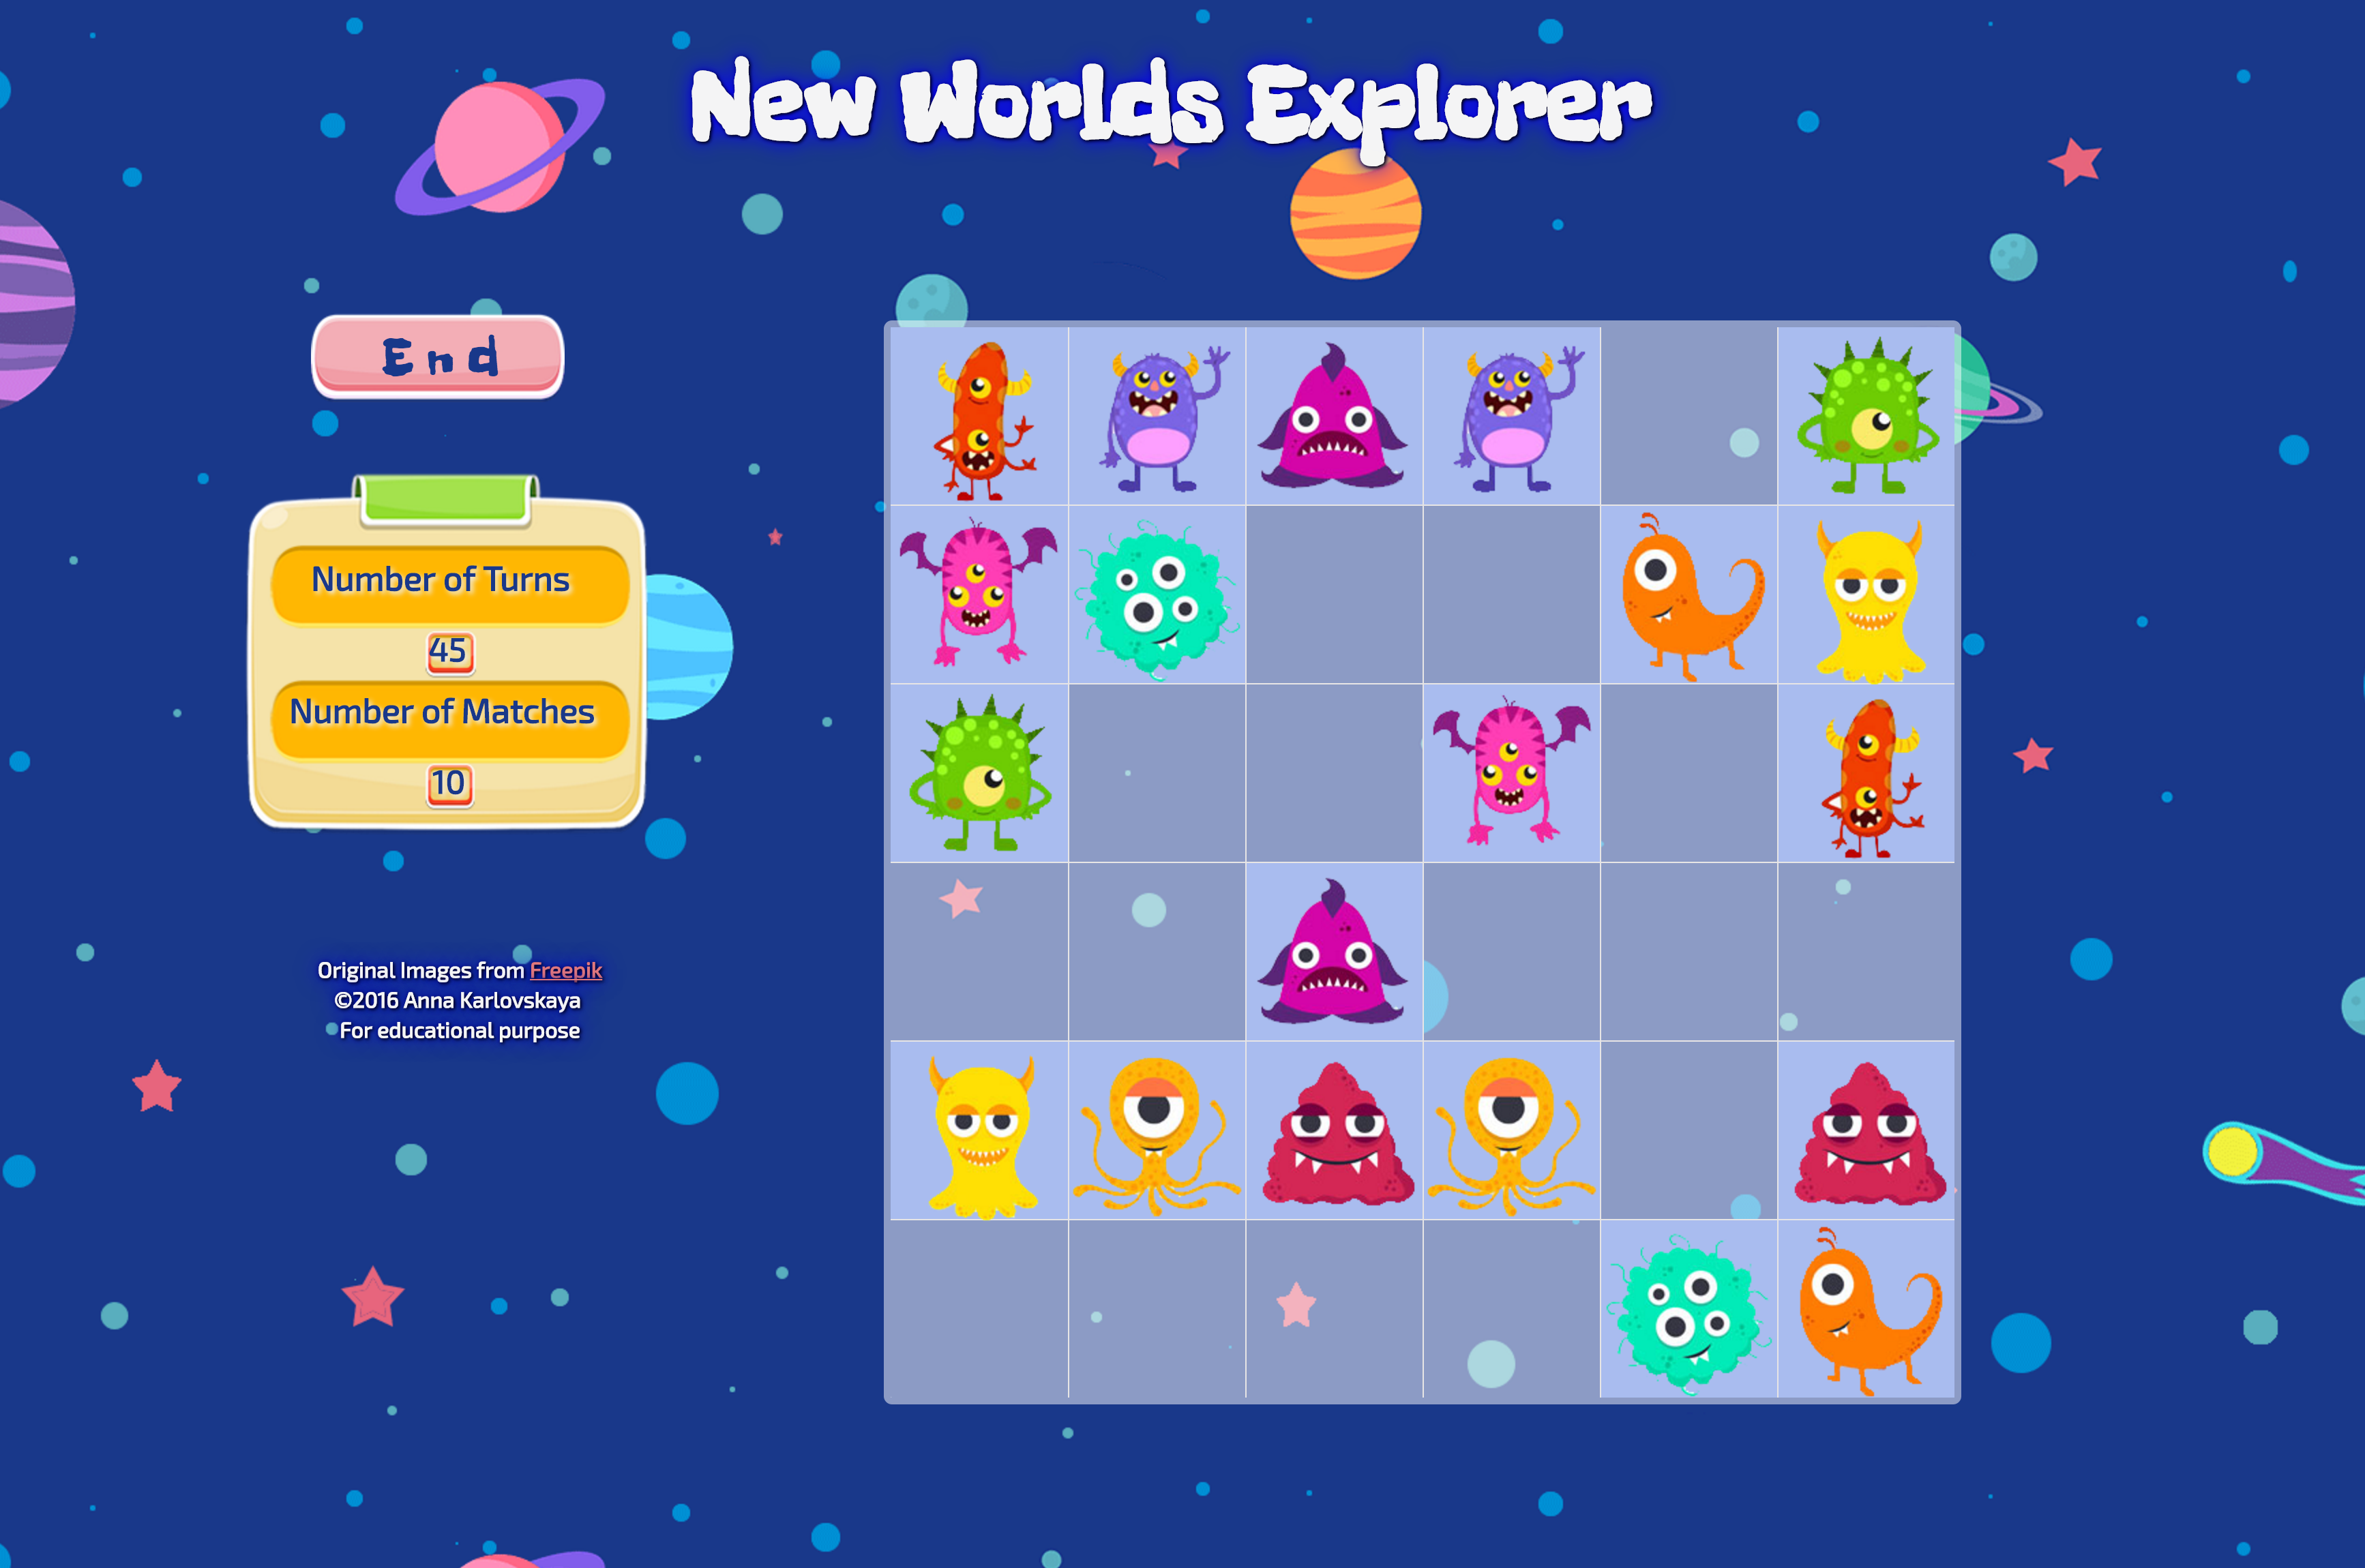 New Worlds Explorer
End
Number of Turns
45
Number of Matches
10
Original Images from Freepik
©2016 Anna Karlovskaya
For educational purpose